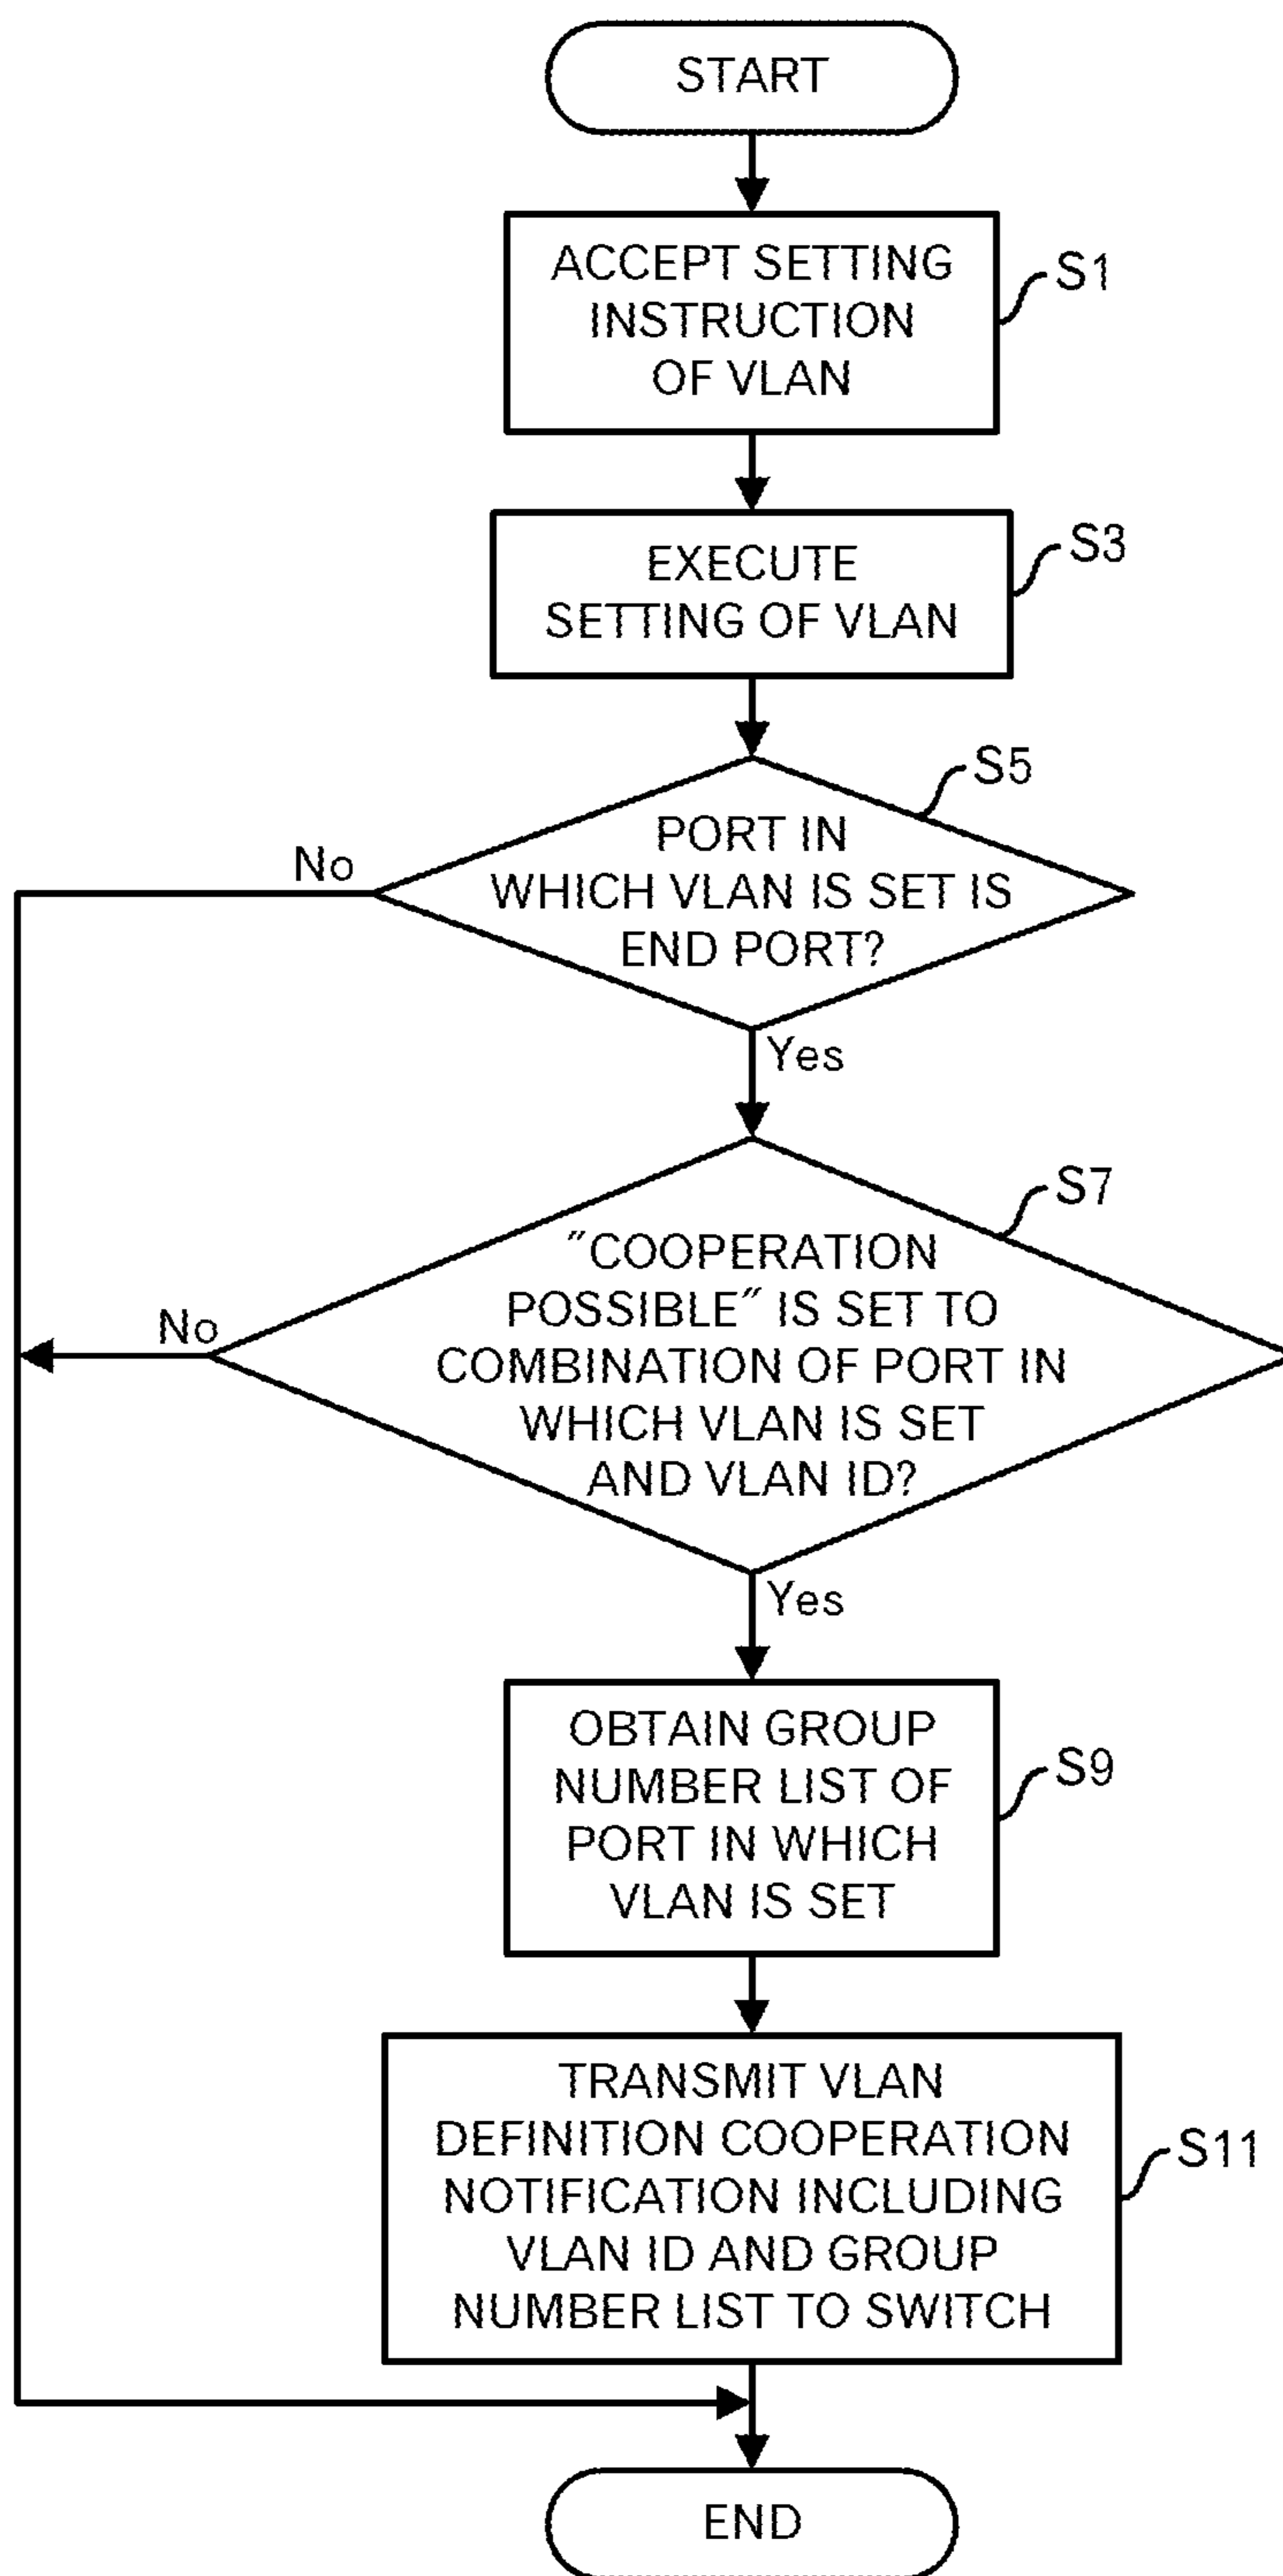 START
ACCEPT SETTING
INSTRUCTION
OF VLAN
S1
EXECUTE
SETTING OF VLAN
S3
S5
PORT IN
WHICH VLAN IS SET IS
END PORT?
No
Yes
S7
"COOPERATION
POSSIBLE" IS SET TO
COMBINATION OF PORT IN
WHICH VLAN IS SET
AND VLAN ID?
No
Yes
OBTAIN GROUP
NUMBER LIST OF
PORT IN WHICH
VLAN IS SET
S9
TRANSMIT VLAN
DEFINITION COOPERATION
NOTIFICATION INCLUDING
VLAN ID AND GROUP
NUMBER LIST TO SWITCH
S11
END